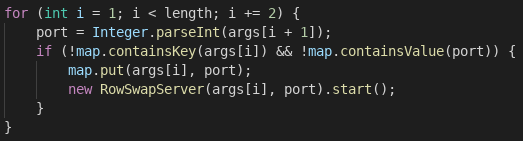 for (int i = 1; i < length; i += 2) {
    port = Integer.parseInt(args[i + 1]);
    if (!map.containsKey(args[i]) && !map.containsValue(port)) {
        map.put(args[i], port);
        new RowSwapServer(args[i], port).start();
    }
}